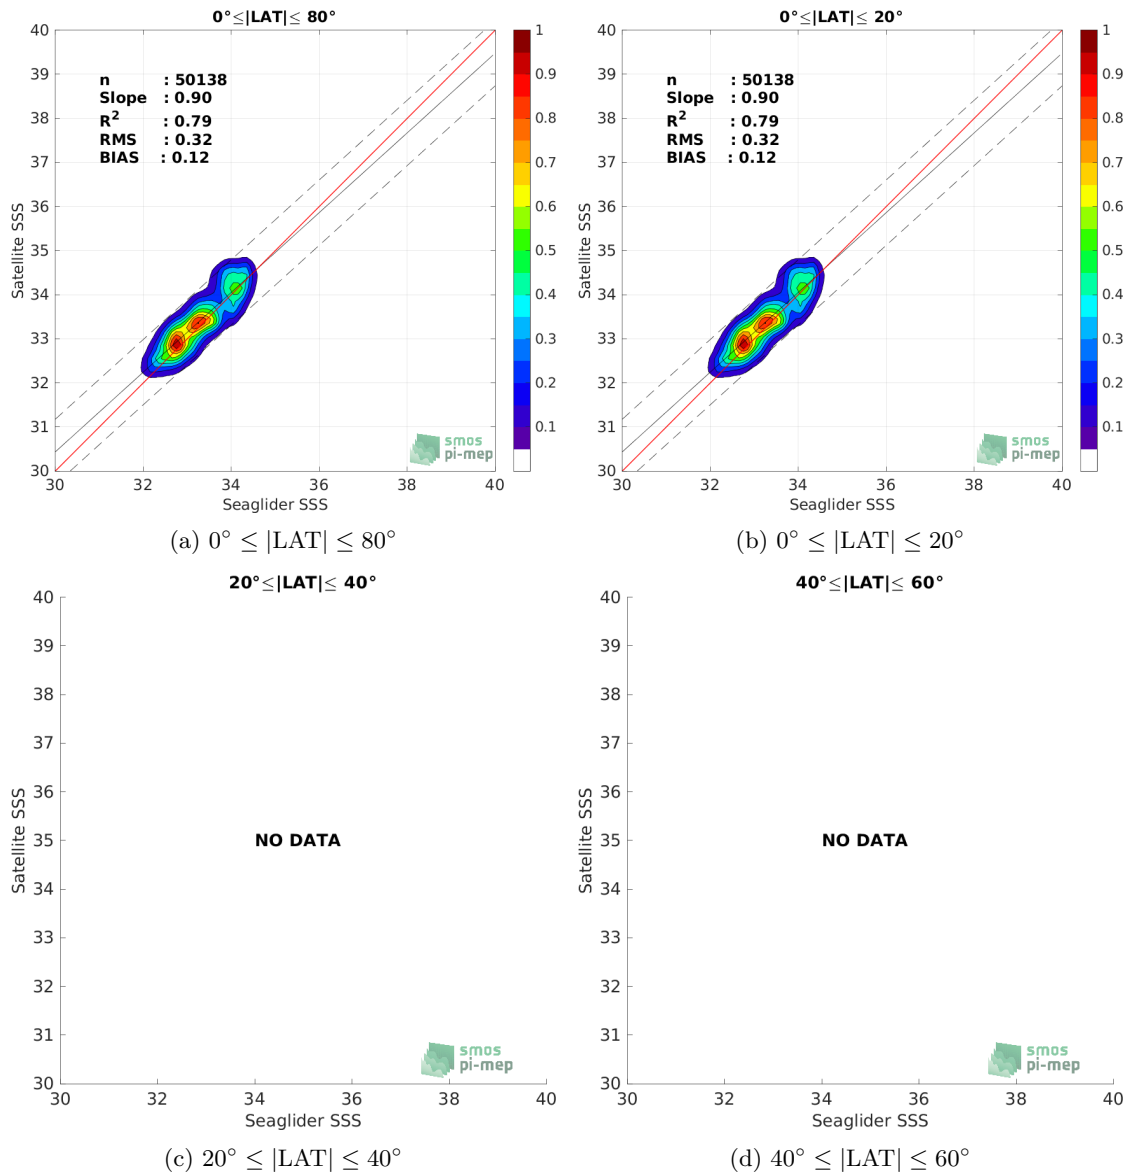 0°≤|LAT|≤ 80°
40
39
38
37
36
35
34
33
32
31
30
Satellite SSS
n : 50138
Slope : 0.90
R2 : 0.79
RMS : 0.32
BIAS : 0.12
smos
pi-mep
30 32 34 36 38 40
Seaglider SSS
1
0.9
0.8
0.7
0.6
0.5
0.4
0.3
0.2
0.1
(a) 0° ≤ |LAT| ≤ 80°
0°≤|LAT|≤ 20°
40
39
38
37
36
35
34
33
32
31
30
Satellite SSS
n : 50138
Slope : 0.90
R2 : 0.79
RMS : 0.32
BIAS : 0.12
smos
pi-mep
30 32 34 36 38 40
Seaglider SSS
1
0.9
0.8
0.7
0.6
0.5
0.4
0.3
0.2
0.1
(b) 0° ≤ |LAT| ≤ 20°
20°≤|LAT|≤ 40°
40
39
38
37
36
35
34
33
32
31
30
Satellite SSS
NO DATA
smos
pi-mep
30 32 34 36 38 40
Seaglider SSS
(c) 20° ≤ |LAT| ≤ 40°
40°≤|LAT|≤ 60°
40
39
38
37
36
35
34
33
32
31
30
Satellite SSS
NO DATA
smos
pi-mep
30 32 34 36 38 40
Seaglider SSS
(d) 40° ≤ |LAT| ≤ 60°